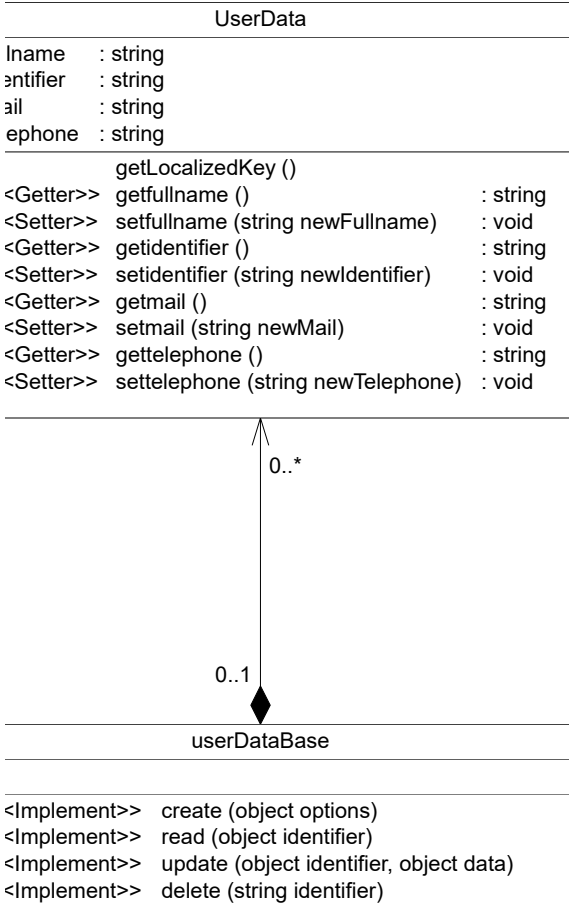 UserData
lname : string
entifier : string
ail : string
ephone : string
getLocalizedKey ()
<Getter>> getfullname () : string
<Setter>> setfullname (string newFullname) : void
<Getter>> getidentifier () : string
<Setter>> setidentifier (string newIdentifier) : void
<Getter>> getmail () : string
<Setter>> setmail (string newMail) : void
<Getter>> gettelephone () : string
<Setter>> settelephone (string newTelephone) : void
0..*
0..1
userDataBase
<Implement>> create (object options)
<Implement>> read (object identifier)
<Implement>> update (object identifier, object data)
<Implement>> delete (string identifier)